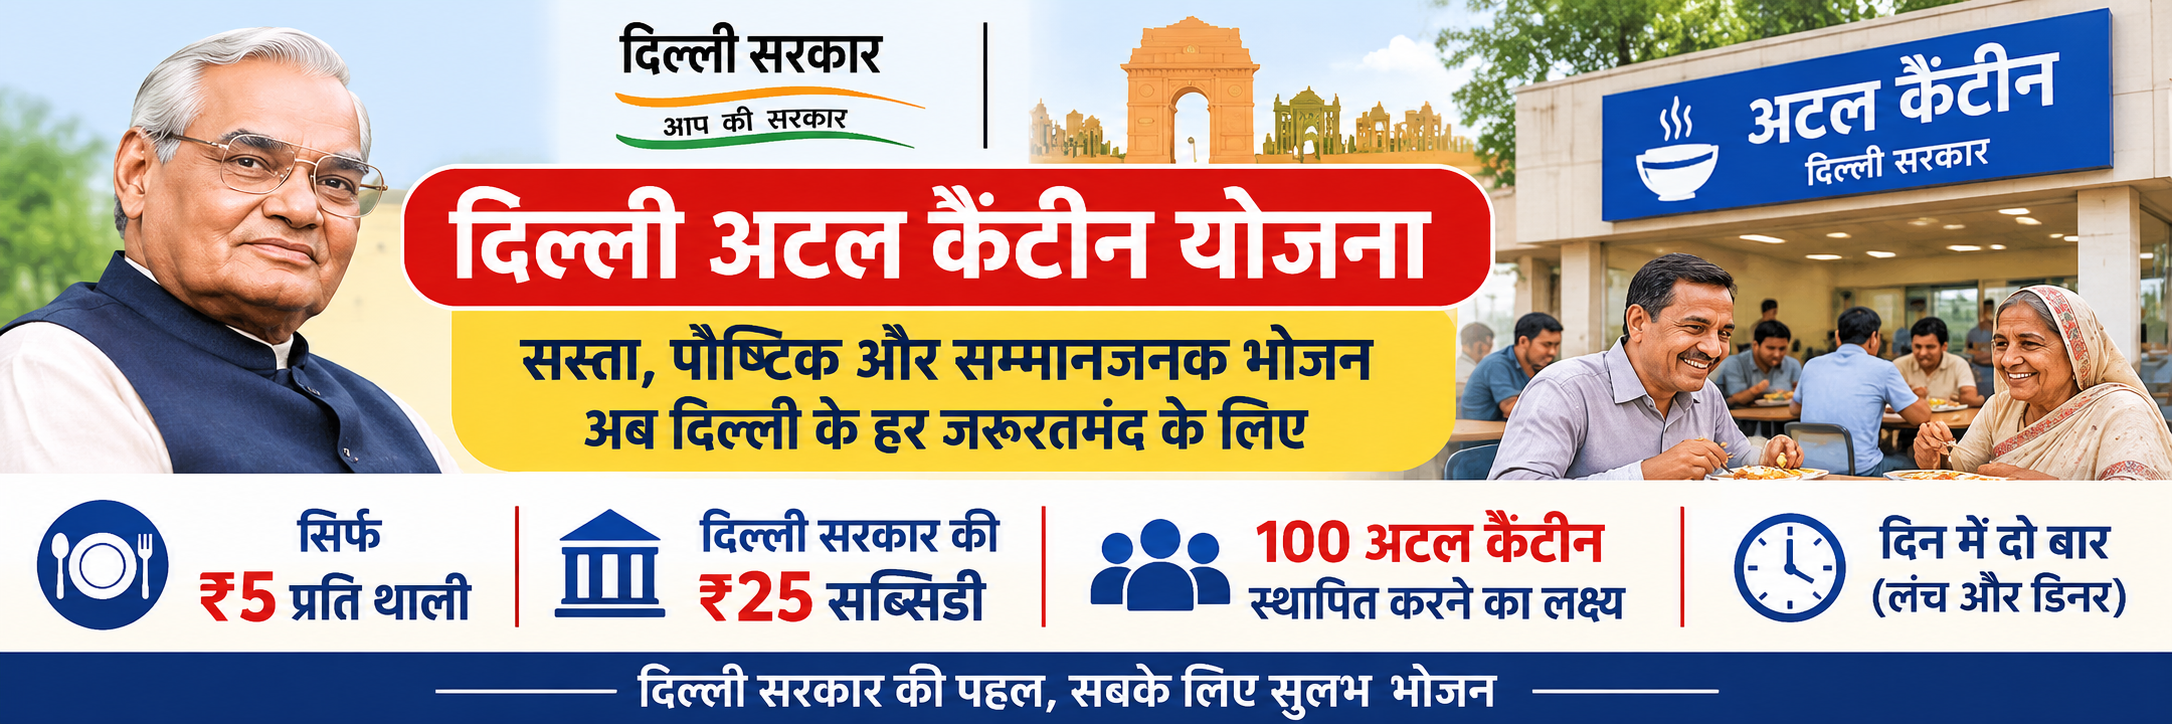 दिल्ली सरकार
आप की सरकार
अटल कैंटीन
दिल्ली सरकार
दिल्ली अटल कैंटीन योजना
सस्ता, पौष्टिक और सम्मानजनक भोजन
अब दिल्ली के हर जरूरतमंद के लिए
सिर्फ
₹5 प्रति थाली
दिल्ली सरकार की
₹25 सब्सिडी
100 अटल कैंटीन
स्थापित करने का लक्ष्य
दिन में दो बार
(लंच और डिनर)
दिल्ली सरकार की पहल, सबके लिए सुलभ भोजन